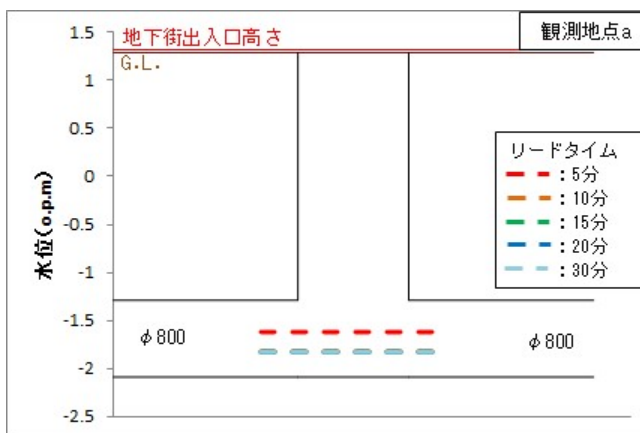 地下街出入口高さ
観測地点a
G.L.
1.5
1
0.5
0
-0.5
-1
-1.5
-2
-2.5
水位(o.p.m)
リードタイム
:5分
:10分
:15分
:20分
:30分
φ800
φ800